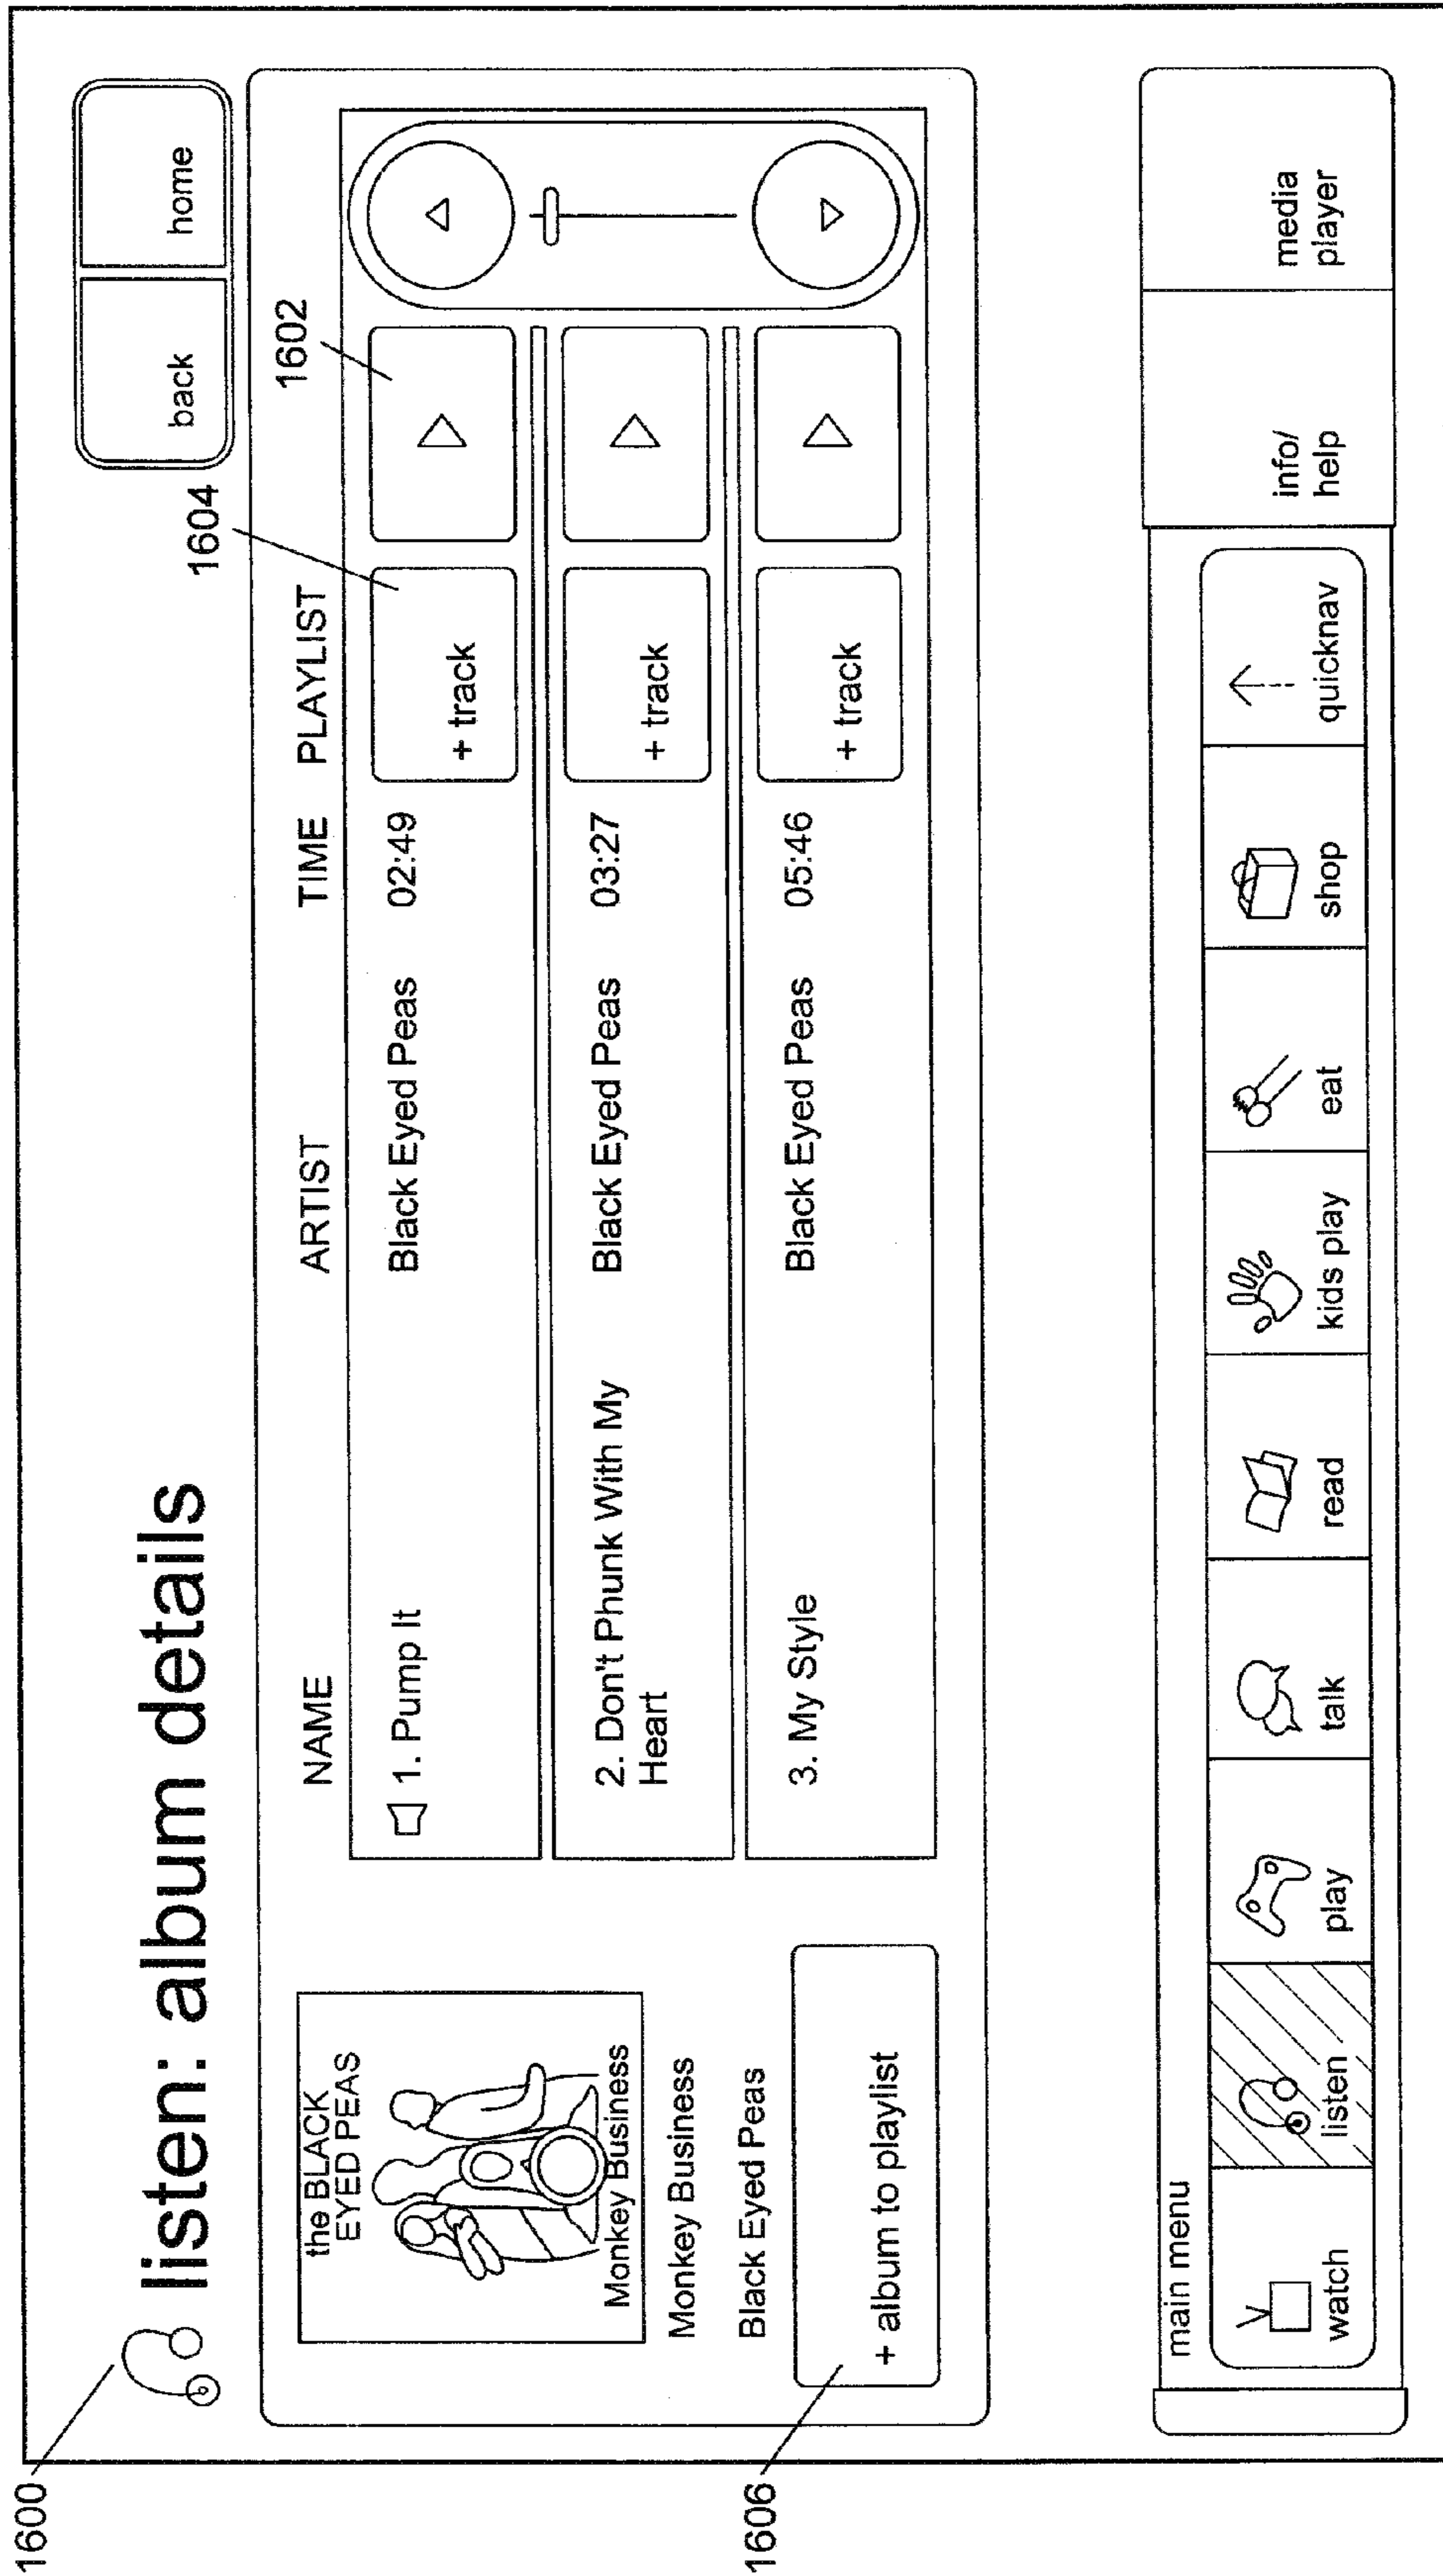 1600
listen: album details
back
home
the BLACK
EYED PEAS
Monkey Business
Monkey Business
Black Eyed Peas
+ album to playlist
1606
NAME
ARTIST
TIME
PLAYLIST
1604
1602
1. Pump It
Black Eyed Peas
02:49
+ track
2. Don't Phunk With My
Heart
Black Eyed Peas
03:27
+ track
3. My Style
Black Eyed Peas
05:46
+ track
main menu
watch
listen
play
talk
read
kids play
eat
shop
quicknav
info/
help
media
player